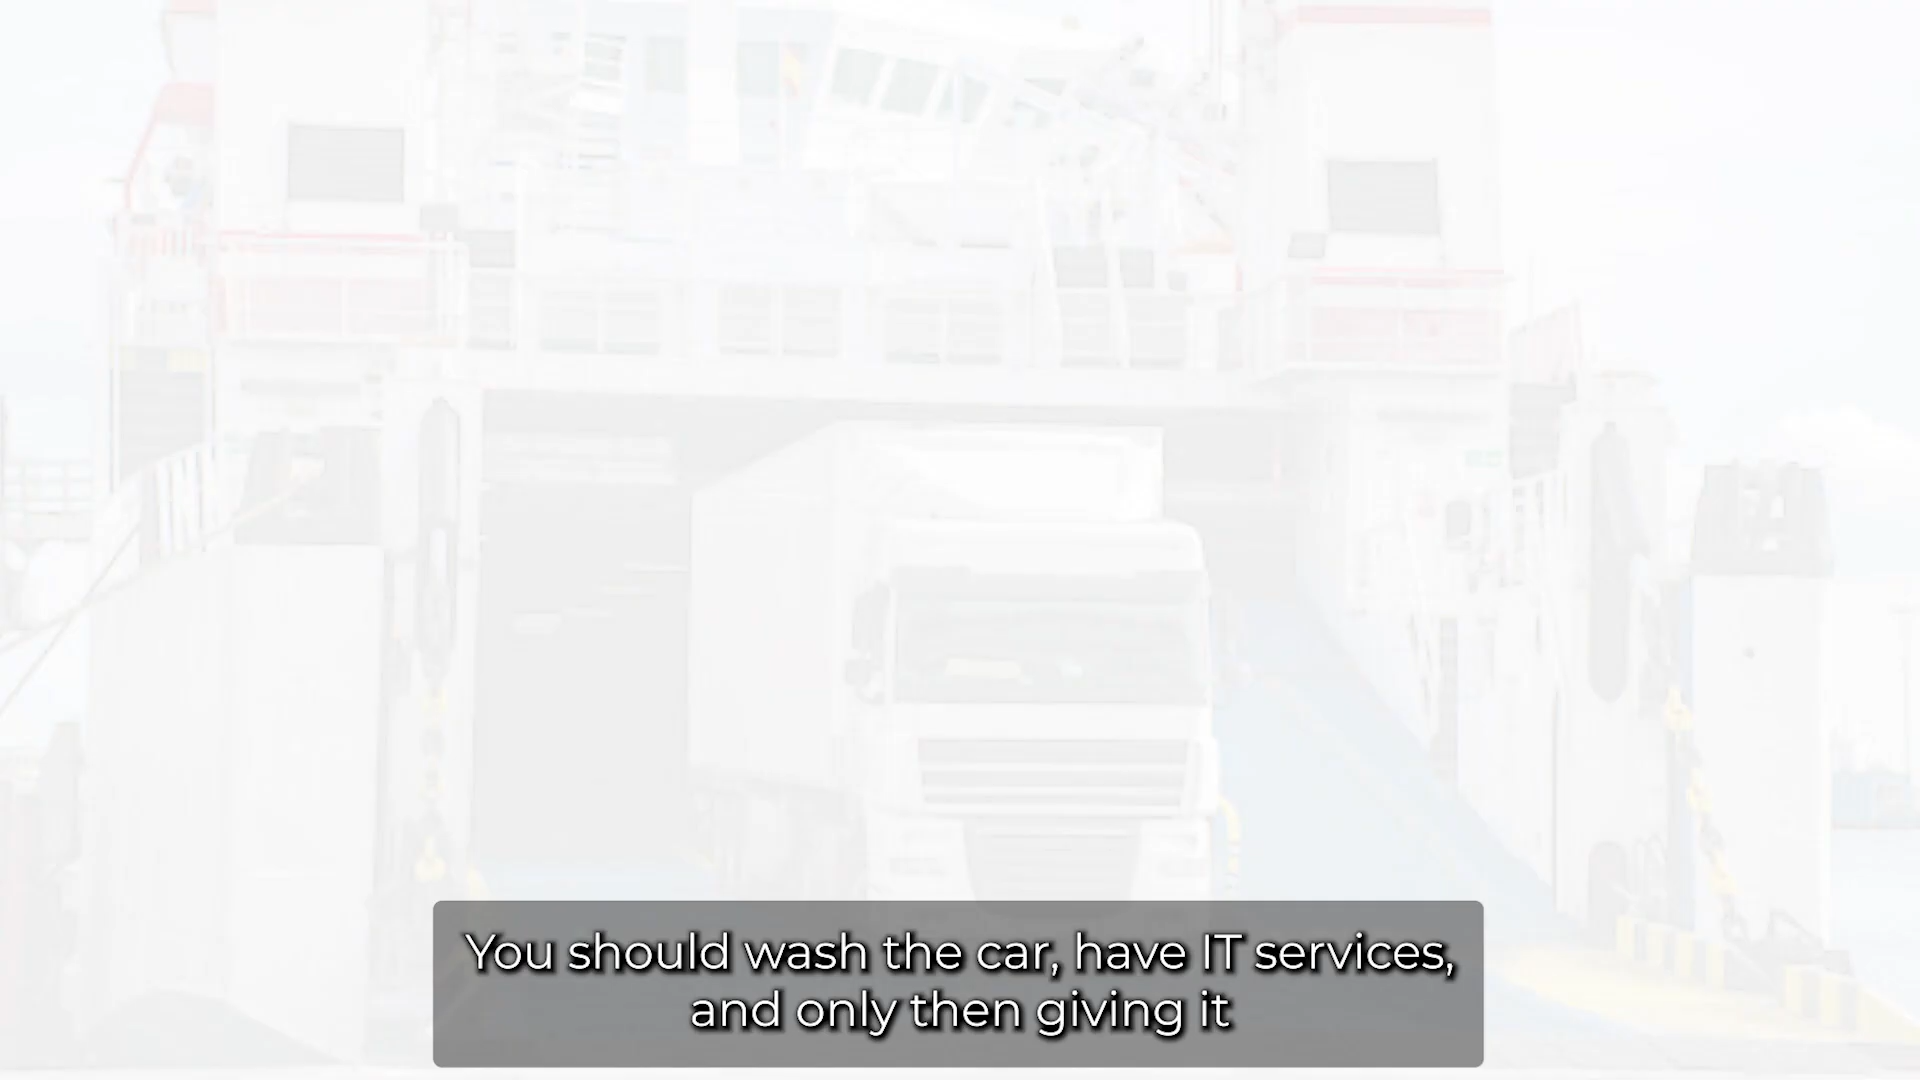 You should wash the car, have IT services,
and only then giving it